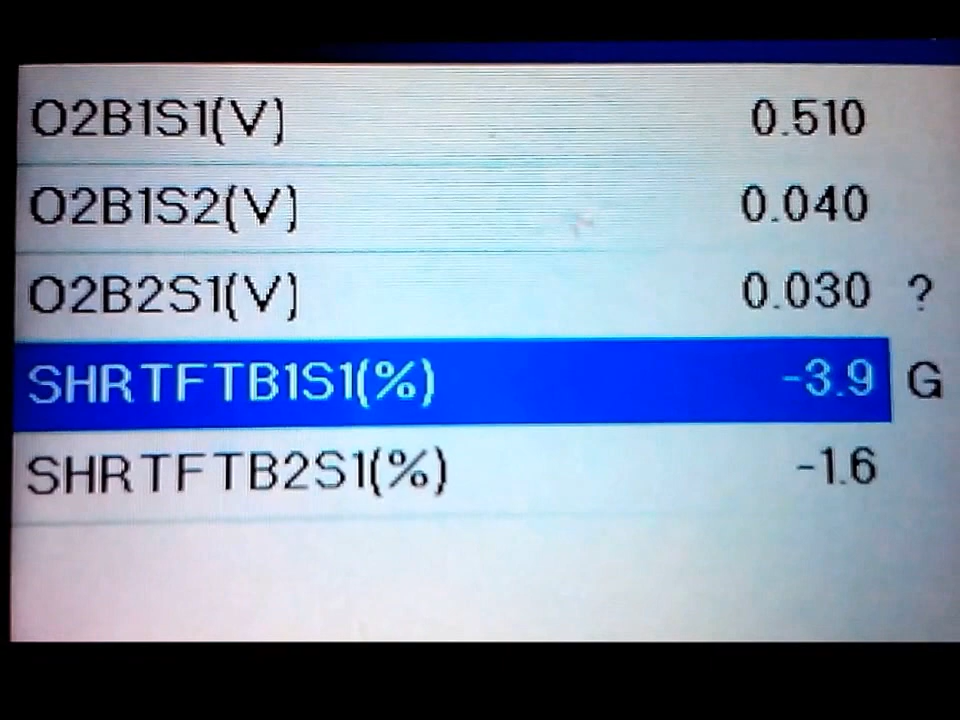 O2B1S1(V) 0.510
O2B1S2(V) 0.040
O2B2S1(V) 0.030 ?
SHRTFTB1S1(%) -3.9 G
SHRTFTB2S1(%) -1.6